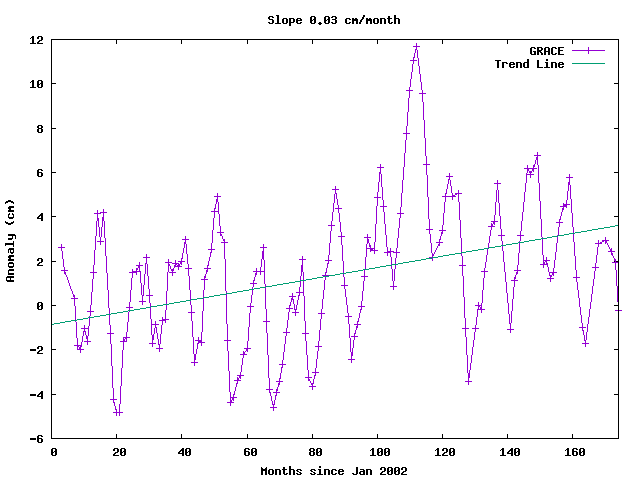 Slope 0.03 cm/month
GRACE
Trend Line
12
10
8
6
4
2
0
-2
-4
-6
Anomaly (cm)
0 20 40 60 80 100 120 140 160
Months since Jan 2002